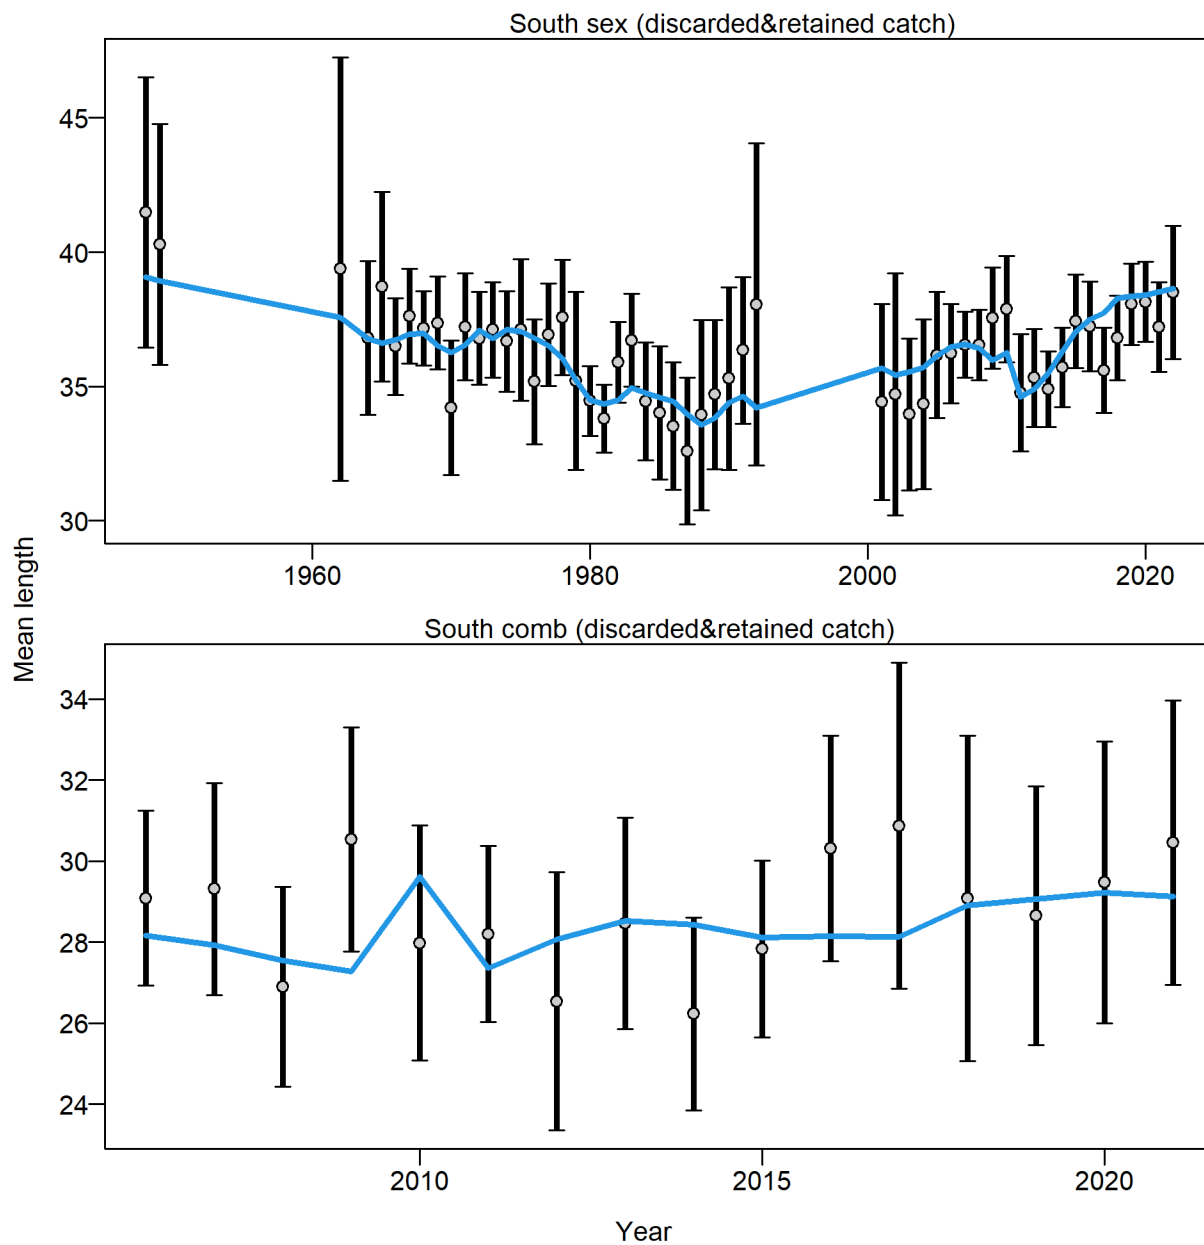 South sex (discarded&retained catch)
45
40
35
30
1960 1980 2000 2020
South comb (discarded&retained catch)
Mean length
34
32
30
28
26
24
2010 2015 2020
Year